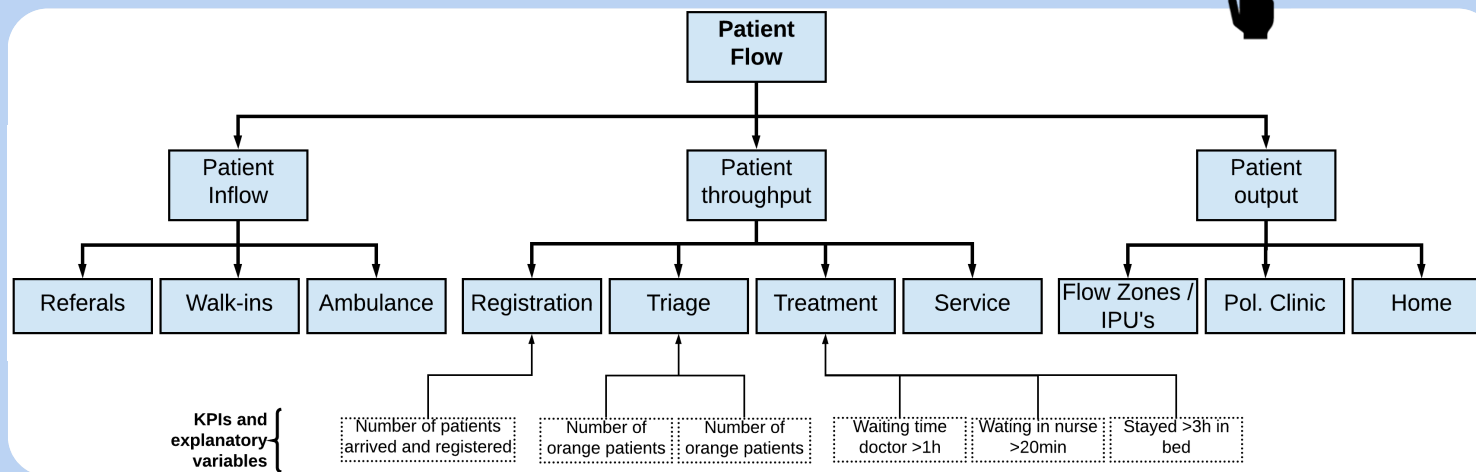 Patient
Flow
Patient
Inflow
Patient
throughput
Patient
output
Referals
Walk-ins
Ambulance
Registration
Triage
Treatment
Service
Flow Zones /
IPU's
Pol. Clinic
Home
KPIs and
explanatory
variables
Number of patients
arrived and registered
Number of
orange patients
Number of
orange patients
Waiting time
doctor >1h
Wating in nurse
>20min
Stayed >3h in
bed